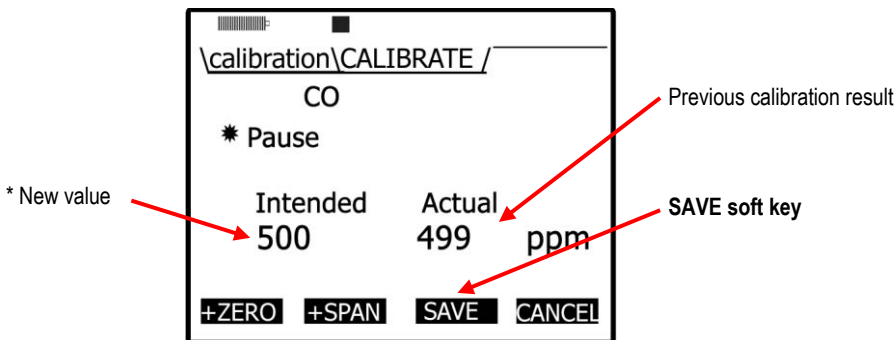 \calibration\CALIBRATE /
CO
Previous calibration result
✷ Pause
* New value
Intended Actual
SAVE soft key
500 499 ppm
+ZERO +SPAN SAVE CANCEL